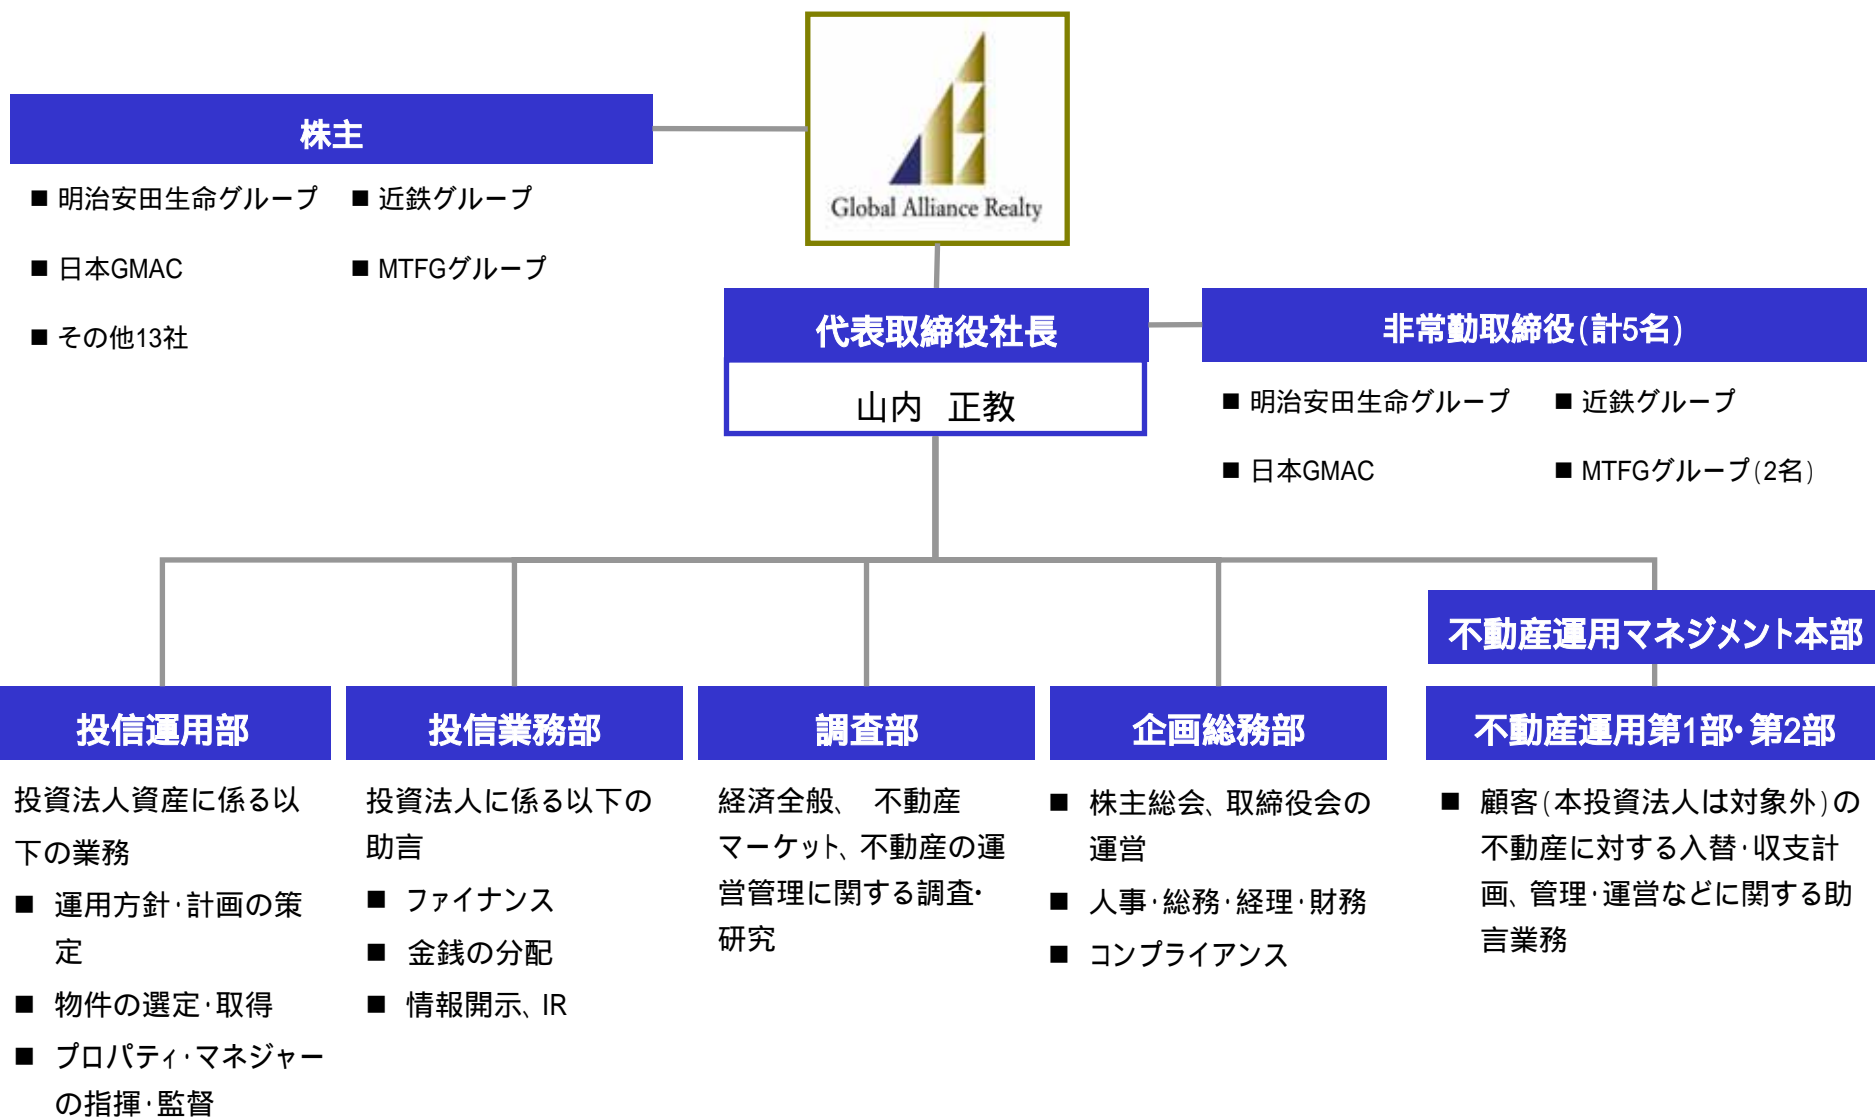 Global Alliance Realty
株主
■ 明治安田生命グループ
■ 近鉄グループ
■ 日本GMAC
■ MTFGグループ
■ その他13社
代表取締役社長
山内　正教
非常勤取締役(計5名)
■ 明治安田生命グループ
■ 近鉄グループ
■ 日本GMAC
■ MTFGグループ(2名)
投信運用部
投資法人資産に係る以
下の業務
■ 運用方針・計画の策
定
■ 物件の選定・取得
■ プロパティ・マネジャー
の指揮・監督
投信業務部
投資法人に係る以下の
助言
■ ファイナンス
■ 金銭の分配
■ 情報開示、IR
調査部
経済全般、 不動産
マーケット、不動産の運
営管理に関する調査・
研究
企画総務部
■ 株主総会、取締役会の
運営
■ 人事・総務・経理・財務
■ コンプライアンス
不動産運用マネジメント本部
不動産運用第1部・第2部
■ 顧客(本投資法人は対象外)の
不動産に対する入替・収支計
画、管理・運営などに関する助
言業務